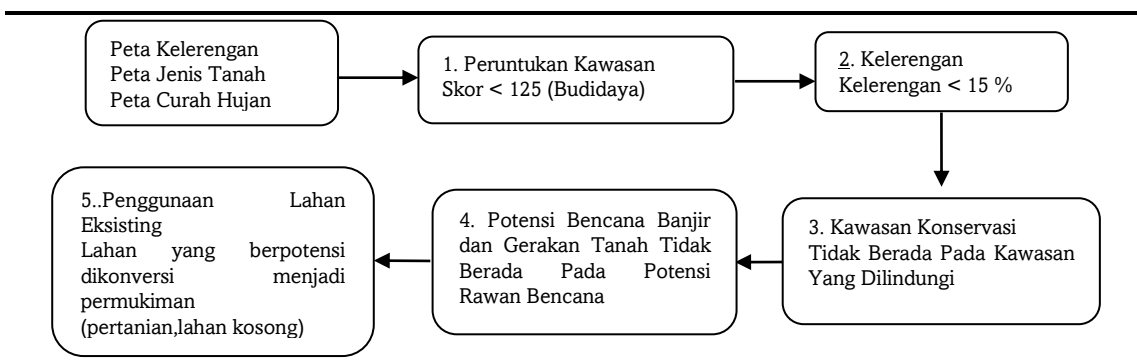 Peta Kelerengan
Peta Jenis Tanah
Peta Curah Hujan
1. Peruntukan Kawasan
Skor < 125 (Budidaya)
2. Kelerengan
Kelerengan < 15 %
3. Kawasan Konservasi
Tidak Berada Pada Kawasan
Yang Dilindungi
4. Potensi Bencana Banjir
dan Gerakan Tanah Tidak
Berada Pada Potensi
Rawan Bencana
5..Penggunaan Lahan
Eksisting
Lahan yang berpotensi
dikonversi menjadi
permukiman
(pertanian,lahan kosong)